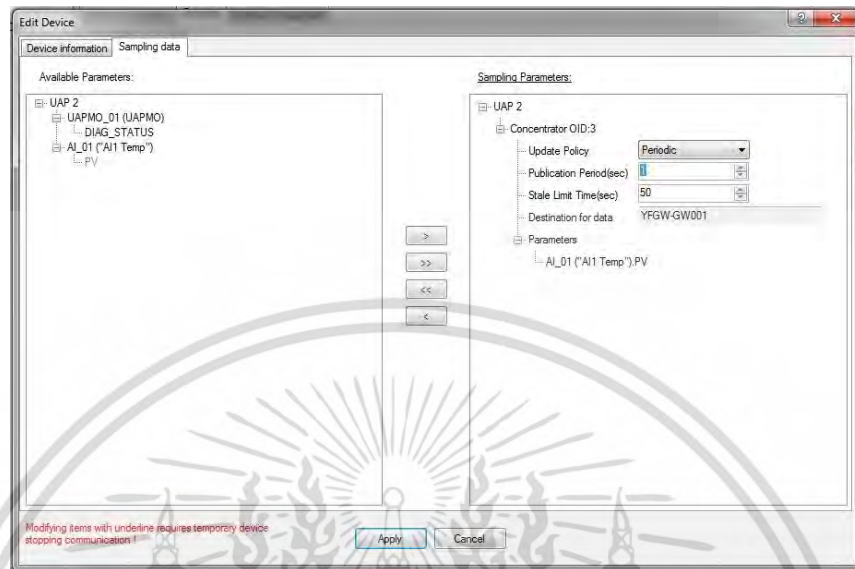 Edit Device
Device information
Sampling data
Available Parameters:
UAP 2
UAPMO_01 (UAPMO)
DIAG_STATUS
AI_01 ("AI1 Temp")
PV
>
>>
<<
<
Sampling Parameters:
UAP 2
Concentrator OID:3
Update Policy Periodic
Publication Period(sec) 1
Stale Limit Time(sec) 50
Destination for data YFGW-GW001
Parameters
AI_01 ("AI1 Temp").PV
Modifying items with underline requires temporary device
stopping communication !
Apply
Cancel